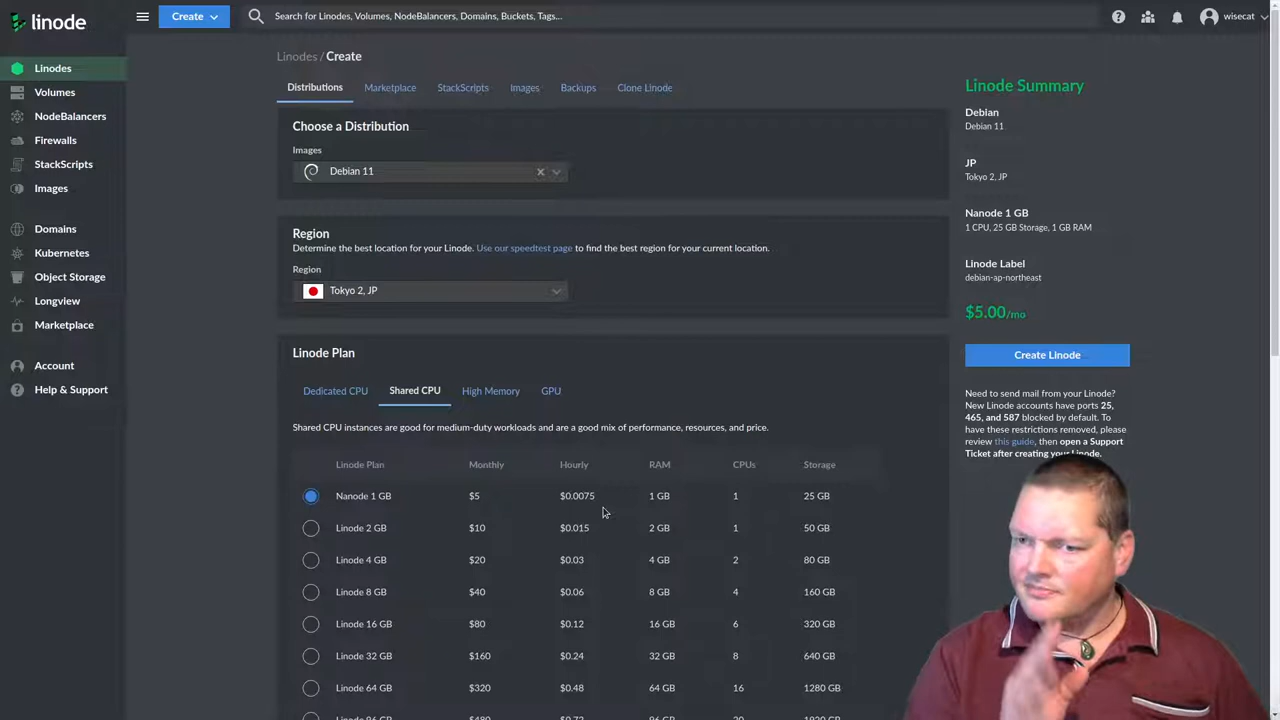 linode
Create
Search for Linodes, Volumes, NodeBalancers, Domains, Buckets, Tags...
wisecat
Linodes
Volumes
NodeBalancers
Firewalls
StackScripts
Images
Domains
Kubernetes
Object Storage
Longview
Marketplace
Account
Help & Support
Linodes / Create
Distributions Marketplace StackScripts Images Backups Clone Linode
Choose a Distribution
Images
Debian 11
Region
Determine the best location for your Linode. Use our speedtest page to find the best region for your current location.
Region
Tokyo 2, JP
Linode Plan
Dedicated CPU Shared CPU High Memory GPU
Shared CPU instances are good for medium-duty workloads and are a good mix of performance, resources, and price.
Linode Plan Monthly Hourly RAM CPUs Storage
Nanode 1 GB $5 $0.0075 1 GB 1 25 GB
Linode 2 GB $10 $0.015 2 GB 1 50 GB
Linode 4 GB $20 $0.03 4 GB 2 80 GB
Linode 8 GB $40 $0.06 8 GB 4 160 GB
Linode 16 GB $80 $0.12 16 GB 6 320 GB
Linode 32 GB $160 $0.24 32 GB 8 640 GB
Linode 64 GB $320 $0.48 64 GB 16 1280 GB
Linode Summary
Debian
Debian 11
JP
Tokyo 2, JP
Nanode 1 GB
1 CPU, 25 GB Storage, 1 GB RAM
Linode Label
debian-ap-northeast
$5.00/mo
Create Linode
Need to send mail from your Linode?
New Linode accounts have ports 25,
465, and 587 blocked by default. To
have these restrictions removed, please
review this guide, then open a Support
Ticket after creating your Linode.